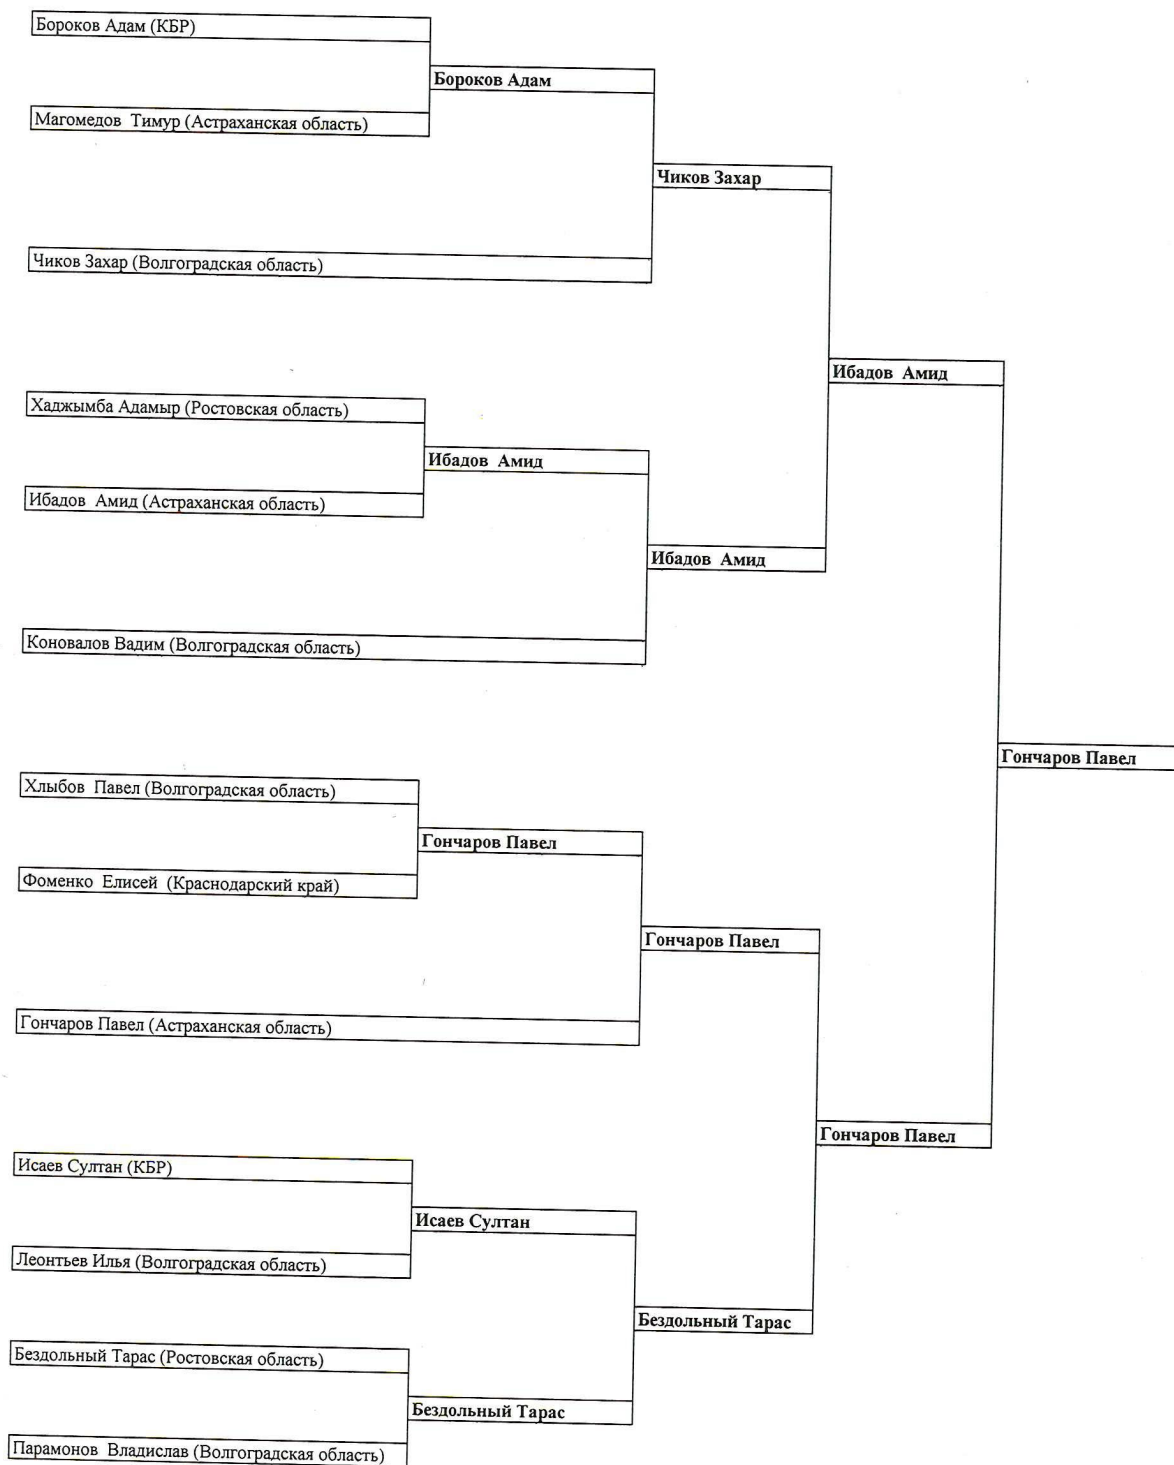 Бороков Адам (КБР)
Бороков Адам
Магомедов Тимур (Астраханская область)
Чиков Захар
Чиков Захар (Волгоградская область)
Ибадов Амид
Хаджымба Адамыр (Ростовская область)
Ибадов Амид
Ибадов Амид (Астраханская область)
Ибадов Амид
Коновалов Вадим (Волгоградская область)
Гончаров Павел
Хлыбов Павел (Волгоградская область)
Гончаров Павел
Фоменко Елисей (Краснодарский край)
Гончаров Павел
Гончаров Павел (Астраханская область)
Гончаров Павел
Исаев Султан (КБР)
Исаев Султан
Леонтьев Илья (Волгоградская область)
Бездольный Тарас
Бездольный Тарас (Ростовская область)
Бездольный Тарас
Парамонов Владислав (Волгоградская область)